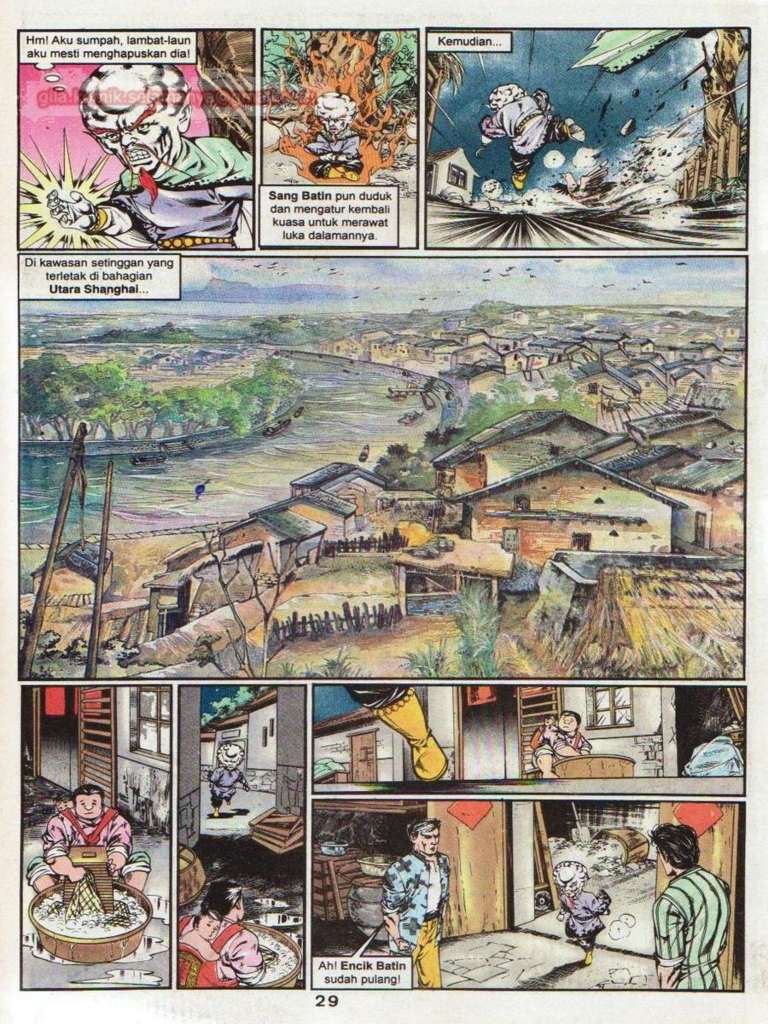 Hm! Aku sumpah, lambat-laun
aku mesti menghapuskan dia!
Sang Batin pun duduk
dan mengatur kembali
kuasa untuk merawat
luka dalamannya.
Kemudian...
Di kawasan setinggan yang
terletak di bahagian
Utara Shanghai...
Ah! Encik Batin
sudah pulang!
29